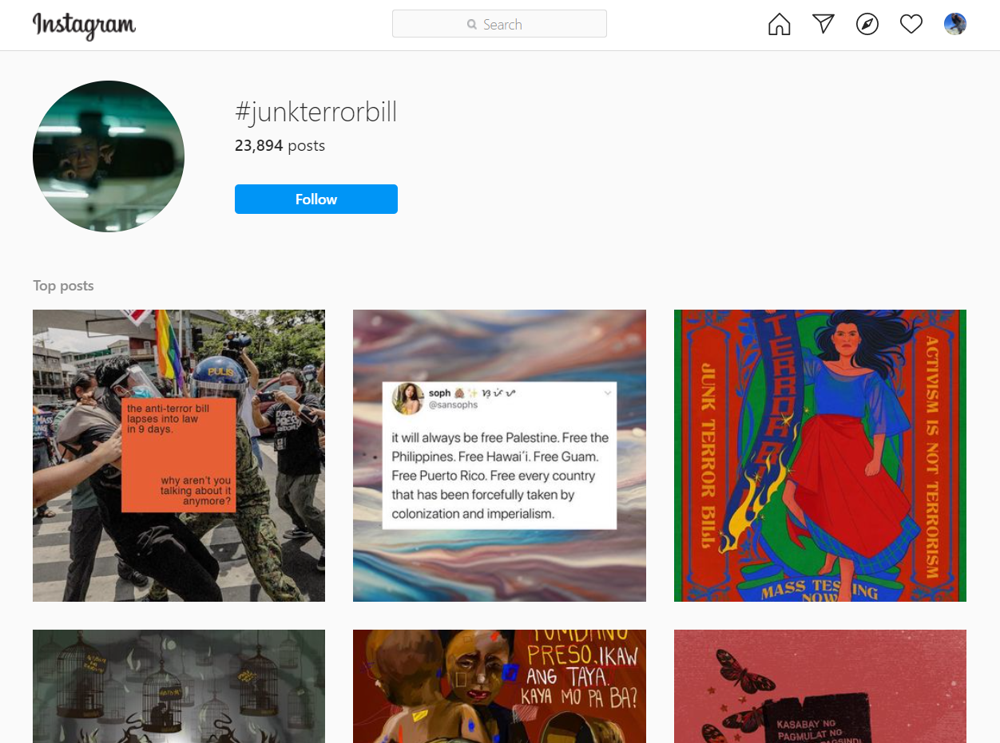 Instagram
Search
#junkterrorbill
23,894 posts
Follow
Top posts
PULIS
the anti-terror bill
lapses into law
in 9 days.
why aren't you
talking about it
anymore?
soph
@sansophs
it will always be free Palestine. Free the
Philippines. Free Hawai'i. Free Guam.
Free Puerto Rico. Free every country
that has been forcefully taken by
colonization and imperialism.
JUNK TERROR BILL
ACTIVISM IS NOT TERRORISM
MASS TESTING
NOW
TUMBANG
PRESO, IKAW
ANG TAYA.
KAYA MO PA BA?
KASABAY NG
PAGMULAT NG